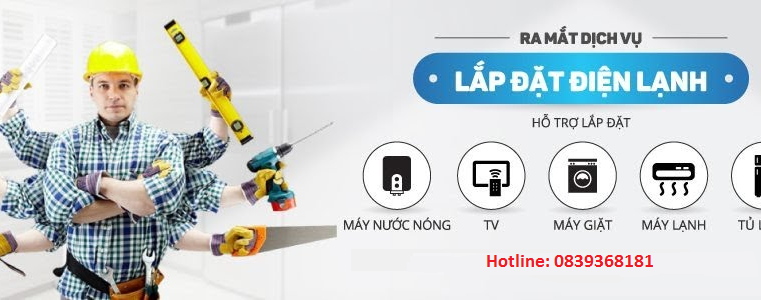 RA MẮT DỊCH VỤ
LẮP ĐẶT ĐIỆN LẠNH
HỖ TRỢ LẮP ĐẶT
MÁY NƯỚC NÓNG TV MÁY GIẶT MÁY LẠNH TỦ L
Hotline: 0839368181